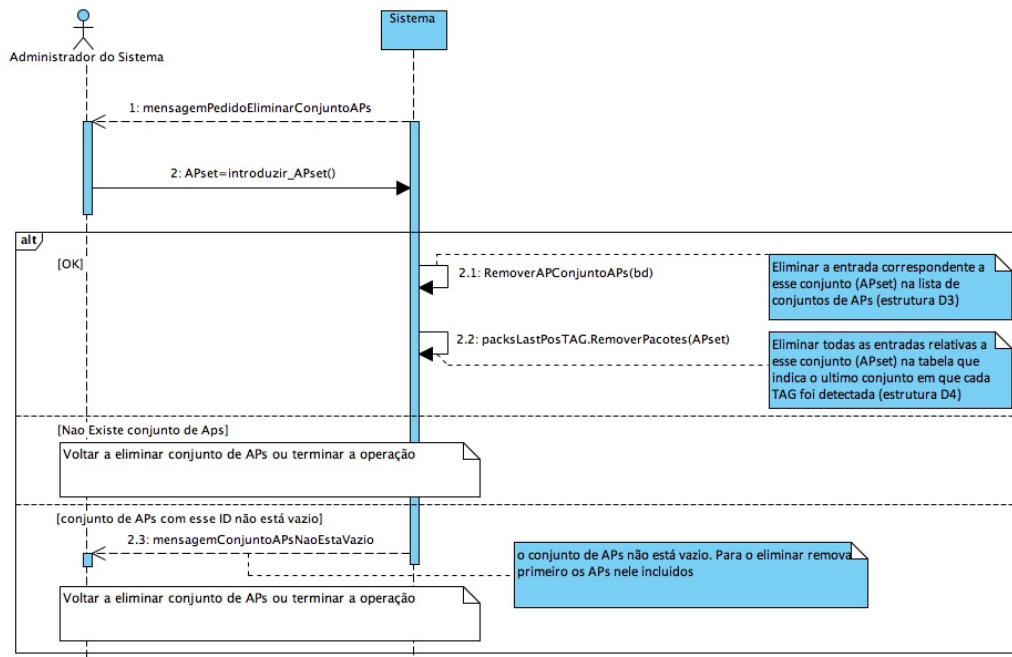 Sistema
Administrador do Sistema
1: mensagemPedidoEliminarConjuntoAPs
2: APset=introduzir_APset()
alt
[OK]
2.1: RemoverAPConjuntoAPs(bd)
Eliminar a entrada correspondente a
esse conjunto (APset) na lista de
conjuntos de APs (estrutura D3)
2.2: packsLastPosTAG.RemoverPacotes(APset)
Eliminar todas as entradas relativas a
esse conjunto (APset) na tabela que
indica o ultimo conjunto em que cada
TAG foi detectada (estrutura D4)
[Nao Existe conjunto de Aps]
Voltar a eliminar conjunto de APs ou terminar a operação
[conjunto de APs com esse ID não está vazio]
2.3: mensagemConjuntoAPsNaoEstaVazio
o conjunto de APs não está vazio. Para o eliminar remova
primeiro os APs nele incluidos
Voltar a eliminar conjunto de APs ou terminar a operação